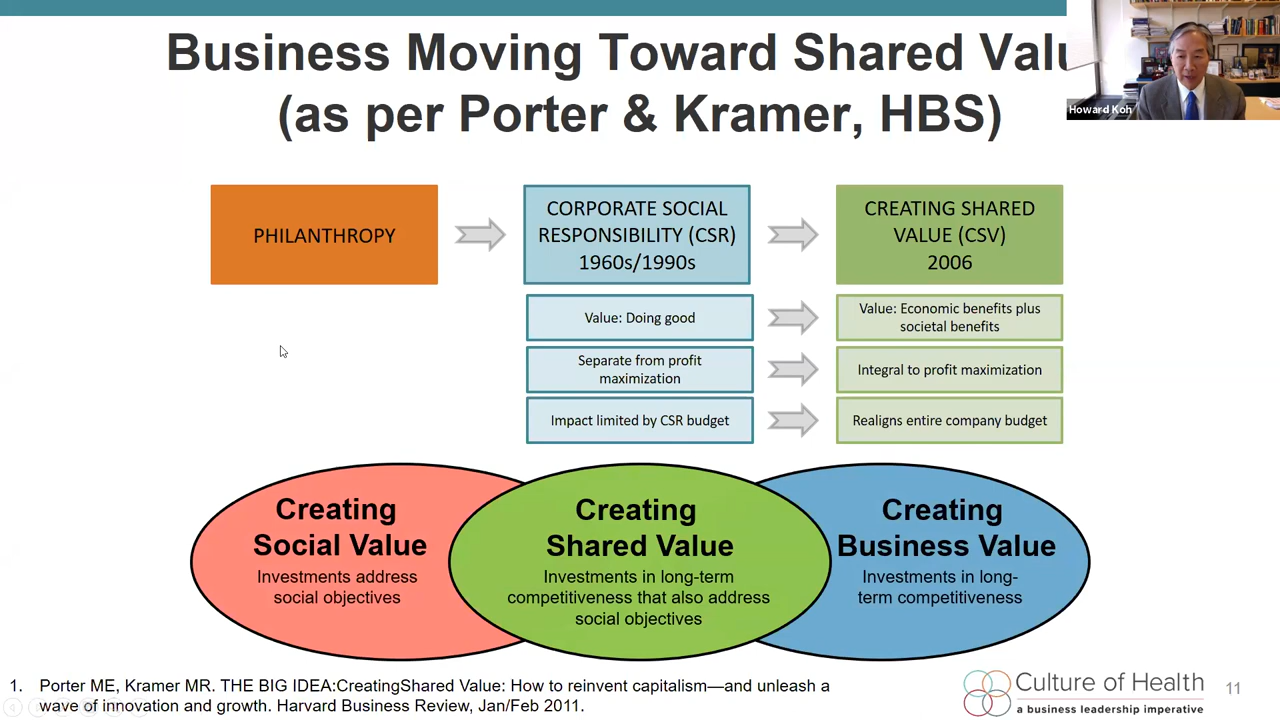 Business Moving Toward Shared Valu
(as per Porter & Kramer, HBS)
Howard Koh
PHILANTHROPY
CORPORATE SOCIAL
RESPONSIBILITY (CSR)
1960s/1990s
CREATING SHARED
VALUE (CSV)
2006
Value: Doing good
Value: Economic benefits plus
societal benefits
Separate from profit
maximization
Integral to profit maximization
Impact limited by CSR budget
Realigns entire company budget
Creating
Social Value
Investments address
social objectives
Creating
Shared Value
Investments in long-term
competitiveness that also address
social objectives
Creating
Business Value
Investments in long-
term competitiveness
1. Porter ME, Kramer MR. THE BIG IDEA:CreatingShared Value: How to reinvent capitalism—and unleash a
wave of innovation and growth. Harvard Business Review, Jan/Feb 2011.
Culture of Health
a business leadership imperative
11